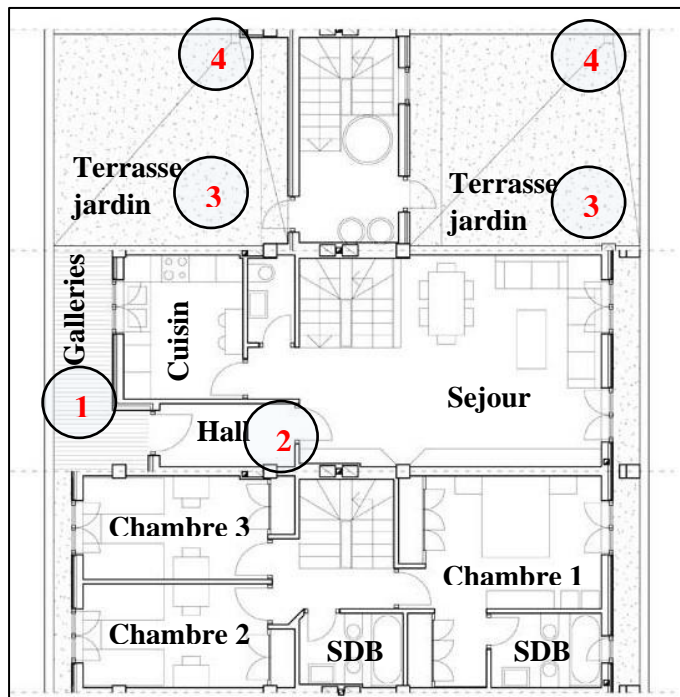 4
4
Terrasse
jardin
3
Terrasse
jardin
3
Galleries
Cuisin
1
Hall
2
Sejour
Chambre 3
Chambre 1
Chambre 2
SDB
SDB